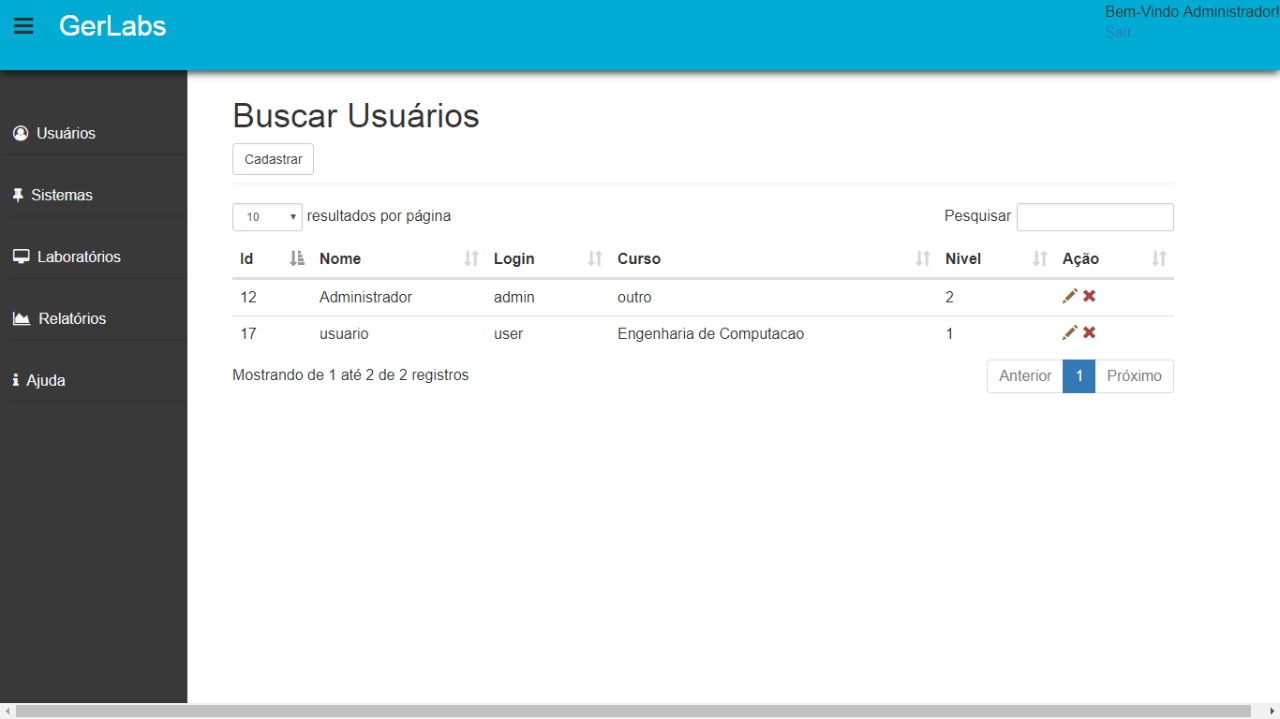 GerLabs
Bem-Vindo Administrador!
Sair
Usuários
Sistemas
Laboratórios
Relatórios
Ajuda
Buscar Usuários
Cadastrar
10 resultados por página
Pesquisar
Id Nome Login Curso Nivel Ação
12 Administrador admin outro 2
17 usuario user Engenharia de Computacao 1
Mostrando de 1 até 2 de 2 registros
Anterior 1 Próximo